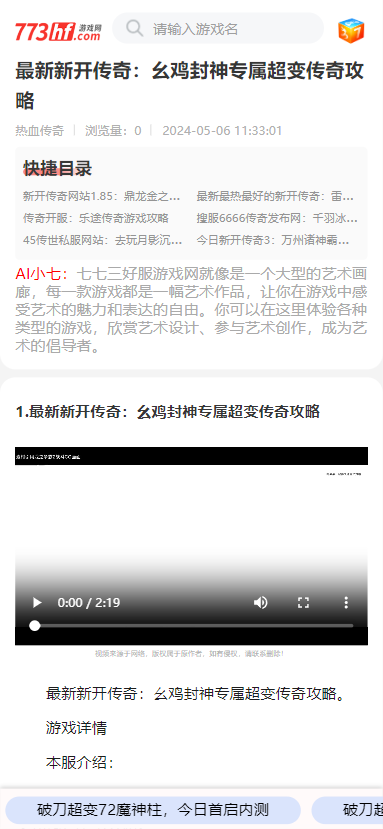 773hf游戏网 .com
请输入游戏名
最新新开传奇：幺鸡封神专属超变传奇攻略
热血传奇 | 浏览量：0 | 2024-05-06 11:33:01
快捷目录
新开传奇网站1.85：鼎龙金之... 最新最热最好的新开传奇：雷...
传奇开服：乐途传奇游戏攻略 搜服6666传奇发布网：千羽冰...
45传世私服网站：去玩月影沉... 今日新开传奇3：万州诸神霸...
AI小七：七七三好服游戏网就像是一个大型的艺术画
廊，每一款游戏都是一幅艺术作品，让你在游戏中感
受艺术的魅力和表达的自由。你可以在这里体验各种
类型的游戏，欣赏艺术设计、参与艺术创作，成为艺
术的倡导者。
1.最新新开传奇：幺鸡封神专属超变传奇攻略
0:00 / 2:19
视频来源于网络，版权属于原作者，如有侵权，请联系删除！
最新新开传奇：幺鸡封神专属超变传奇攻略。
游戏详情
本服介绍：
破刀超变72魔神柱，今日首启内测 破刀超